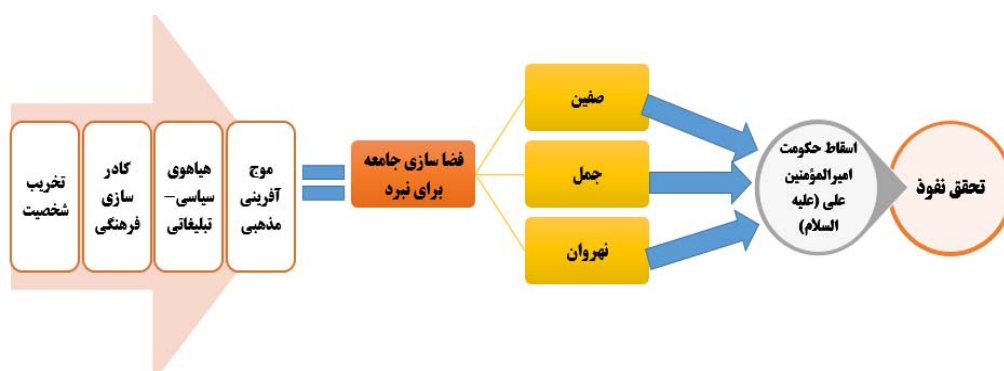 تخریب
شخصیت
کادر
سازی
فرهنگی
هیاهوی
سیاسی–
تبلیغاتی
موج
آفرینی
مذهبی
فضا سازی جامعه
برای نبرد
صفین
جمل
نهروان
اسقاط حکومت
امیرالمؤمنین
علی (علیه
السلام)
تحقق نفوذ